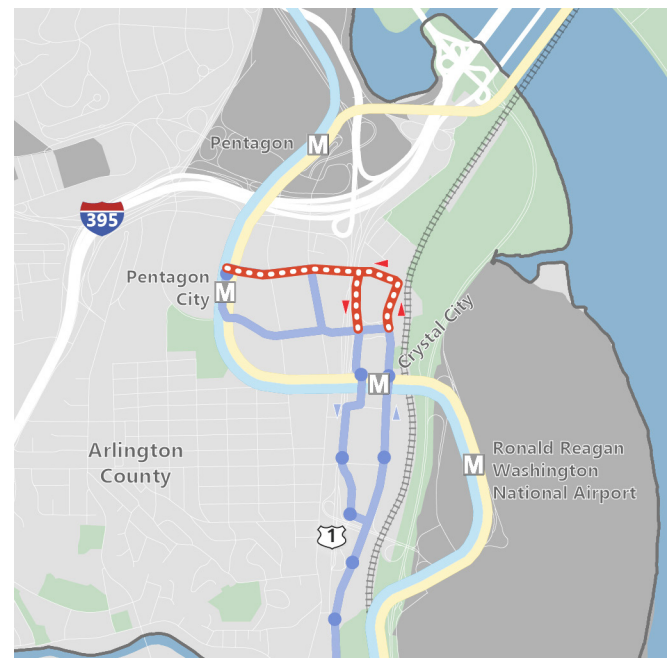 Pentagon
M
395
Pentagon
City
M
Crystal City
M
Arlington
County
Ronald Reagan
Washington
National Airport
M
1